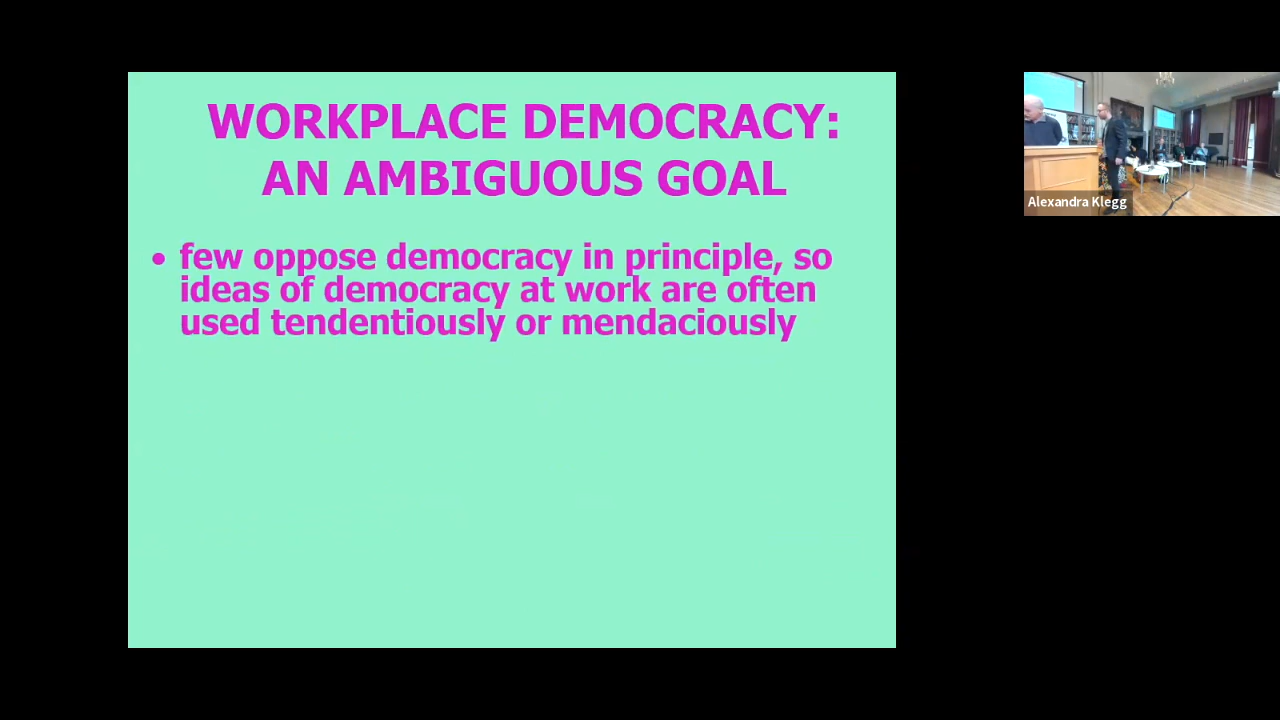 WORKPLACE DEMOCRACY:
AN AMBIGUOUS GOAL
• few oppose democracy in principle, so
ideas of democracy at work are often
used tendentiously or mendaciously
Alexandra Klegg